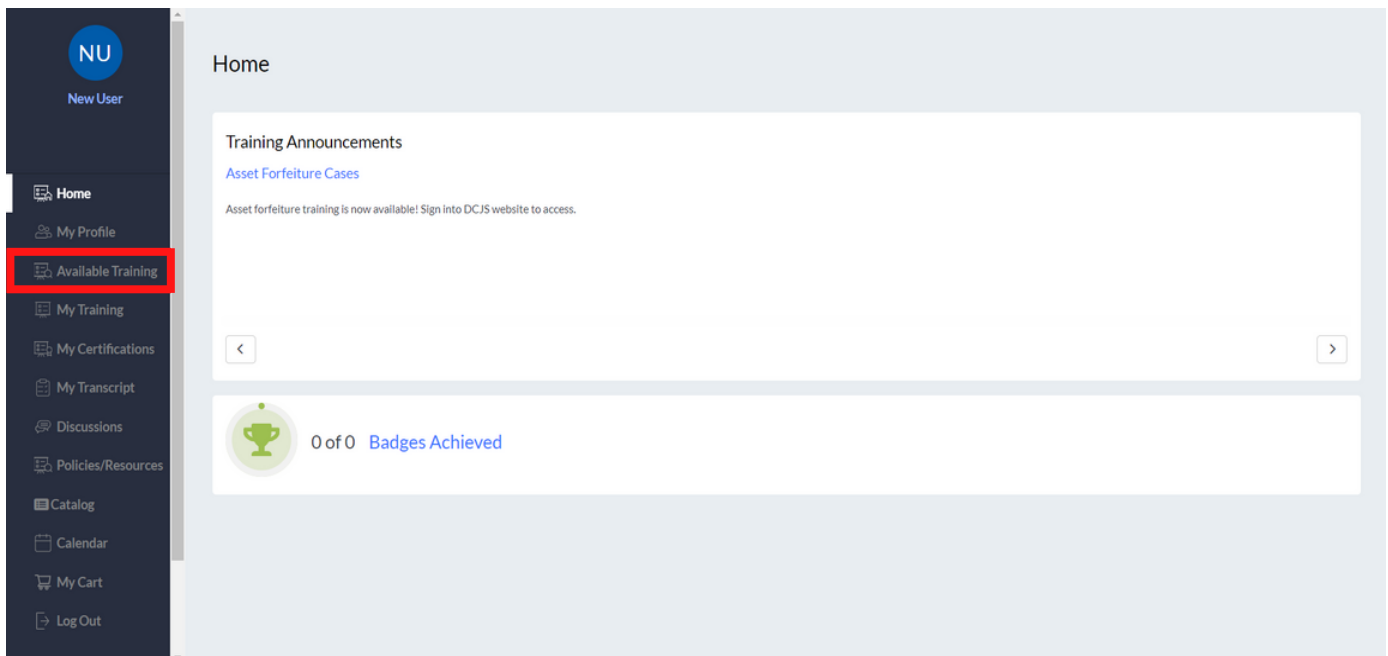 NU
New User
Home
My Profile
Available Training
My Training
My Certifications
My Transcript
Discussions
Policies/Resources
Catalog
Calendar
My Cart
Log Out
Home
Training Announcements
Asset Forfeiture Cases
Asset forfeiture training is now available! Sign into DCJS website to access.
0 of 0 Badges Achieved